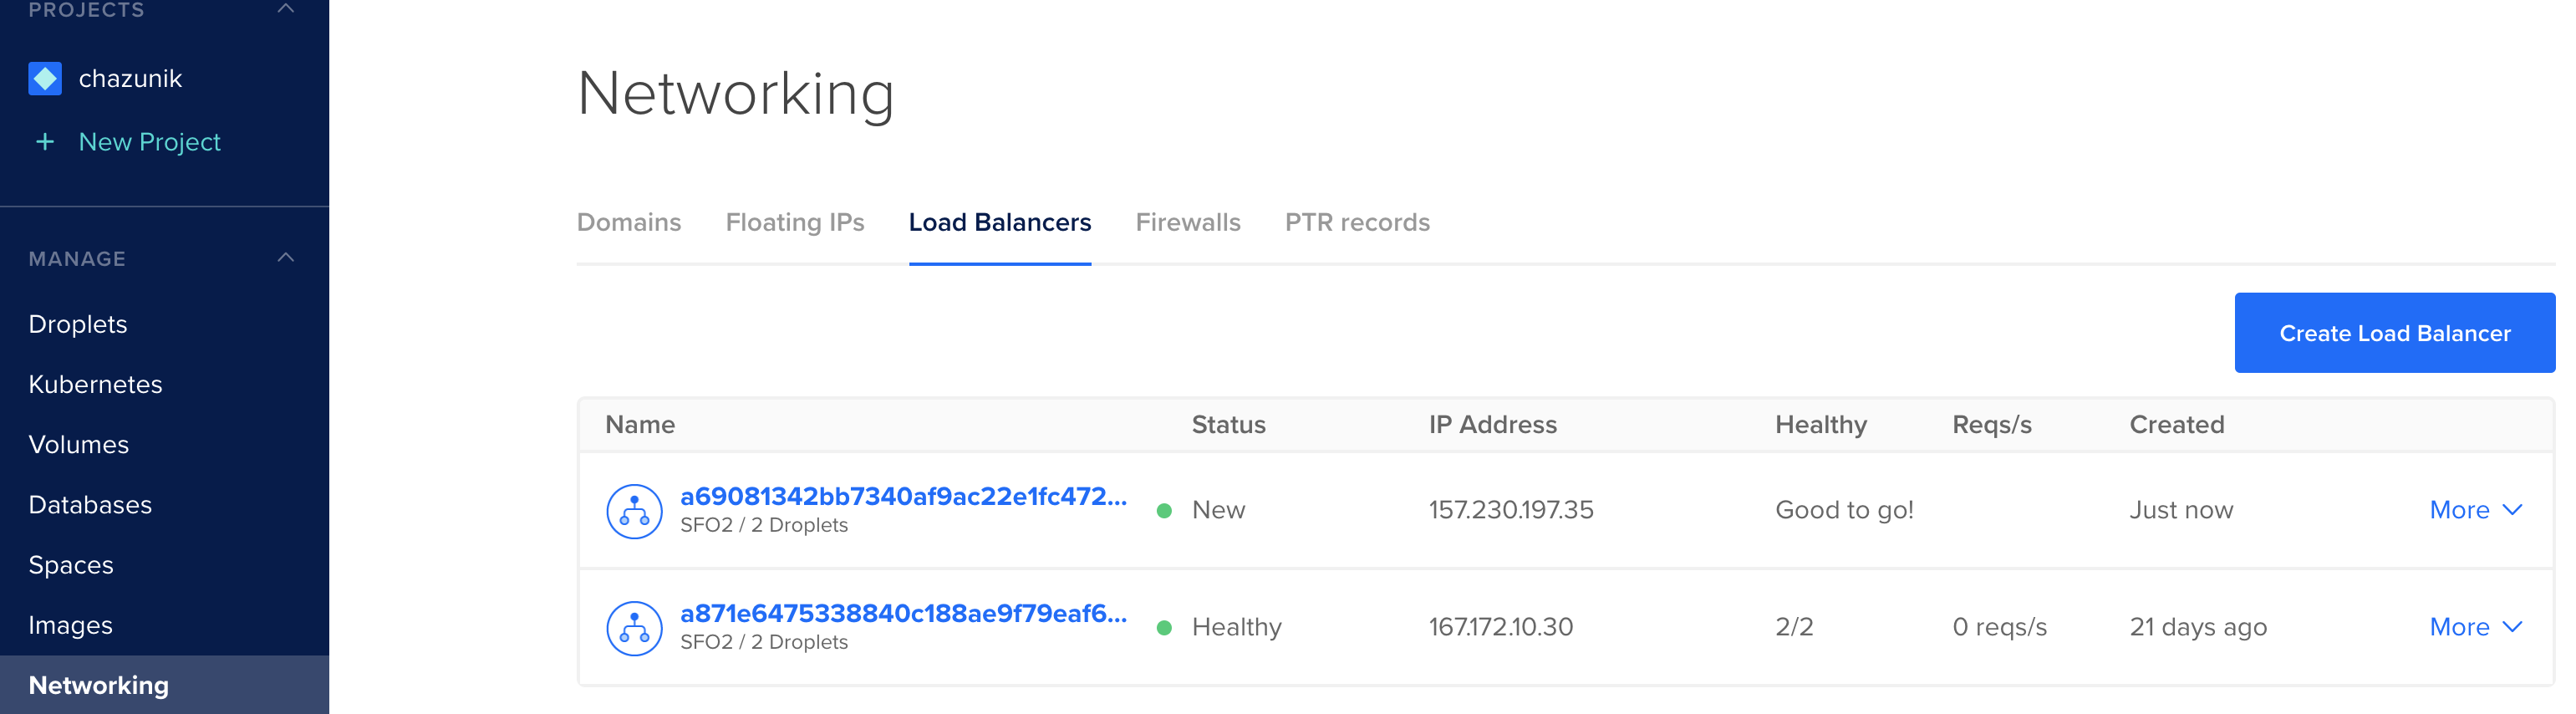 PROJECTS
chazunik
+ New Project
MANAGE
Droplets
Kubernetes
Volumes
Databases
Spaces
Images
Networking
Networking
Domains Floating IPs Load Balancers Firewalls PTR records
Create Load Balancer
Name Status IP Address Healthy Reqs/s Created
a69081342bb7340af9ac22e1fc472... New 157.230.197.35 Good to go! Just now More
SFO2 / 2 Droplets
a871e6475338840c188ae9f79eaf6... Healthy 167.172.10.30 2/2 0 reqs/s 21 days ago More
SFO2 / 2 Droplets